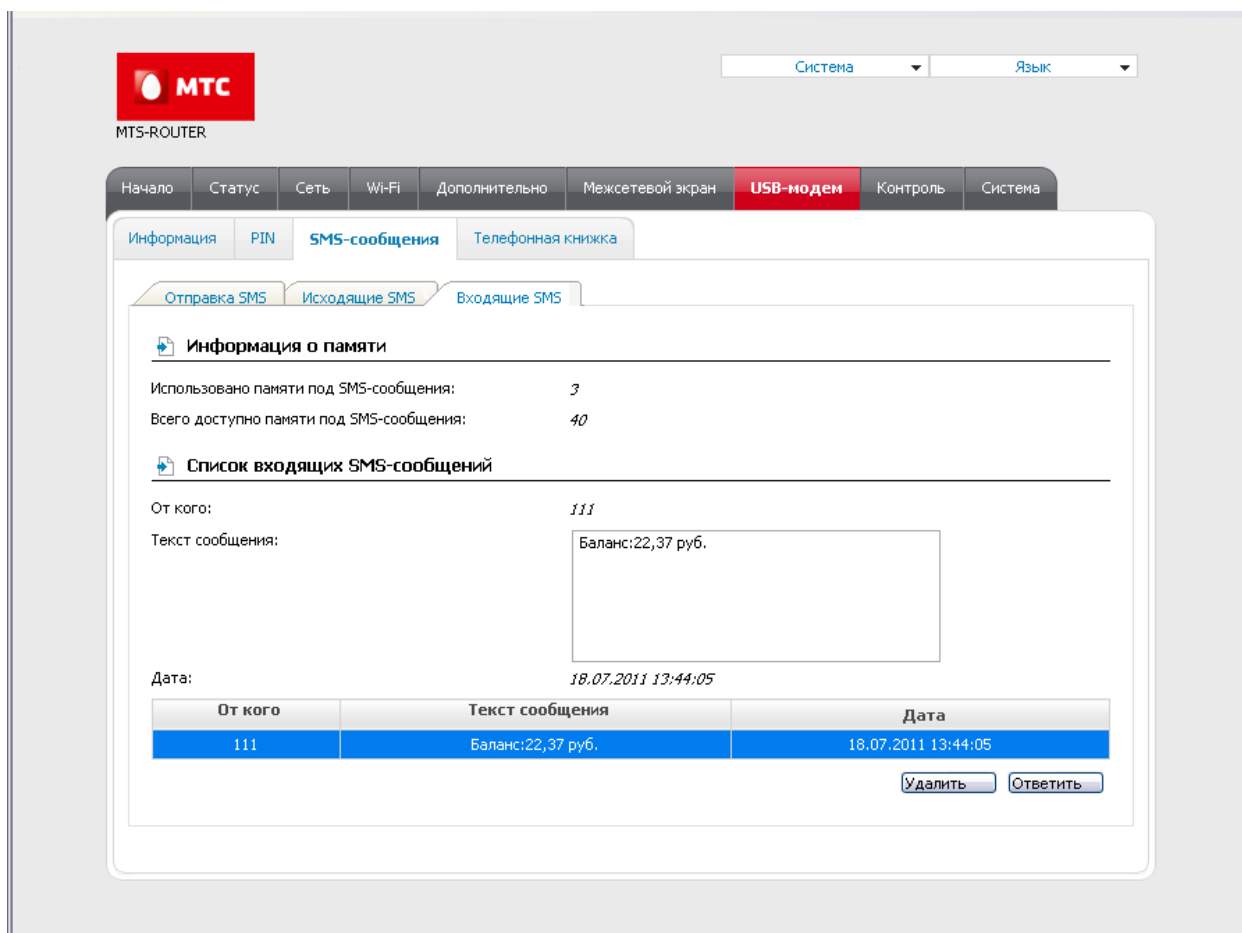 МТС
Система Язык
MTS-ROUTER
Начало Статус Сеть Wi-Fi Дополнительно Межсетевой экран USB-модем Контроль Система
Информация PIN SMS-сообщения Телефонная книжка
Отправка SMS Исходящие SMS Входящие SMS
Информация о памяти
Использовано памяти под SMS-сообщения: 3
Всего доступно памяти под SMS-сообщения: 40
Список входящих SMS-сообщений
От кого: 111
Текст сообщения: Баланс:22,37 руб.
Дата: 18.07.2011 13:44:05
От кого Текст сообщения Дата
111 Баланс:22,37 руб. 18.07.2011 13:44:05
Удалить Ответить